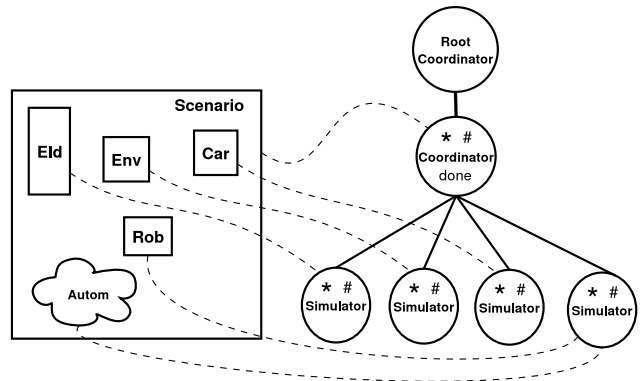 Root
Coordinator
Scenario
* #
Coordinator
done
Eld
Env
Car
Rob
Autom
* #
Simulator
* #
Simulator
* #
Simulator
* #
Simulator